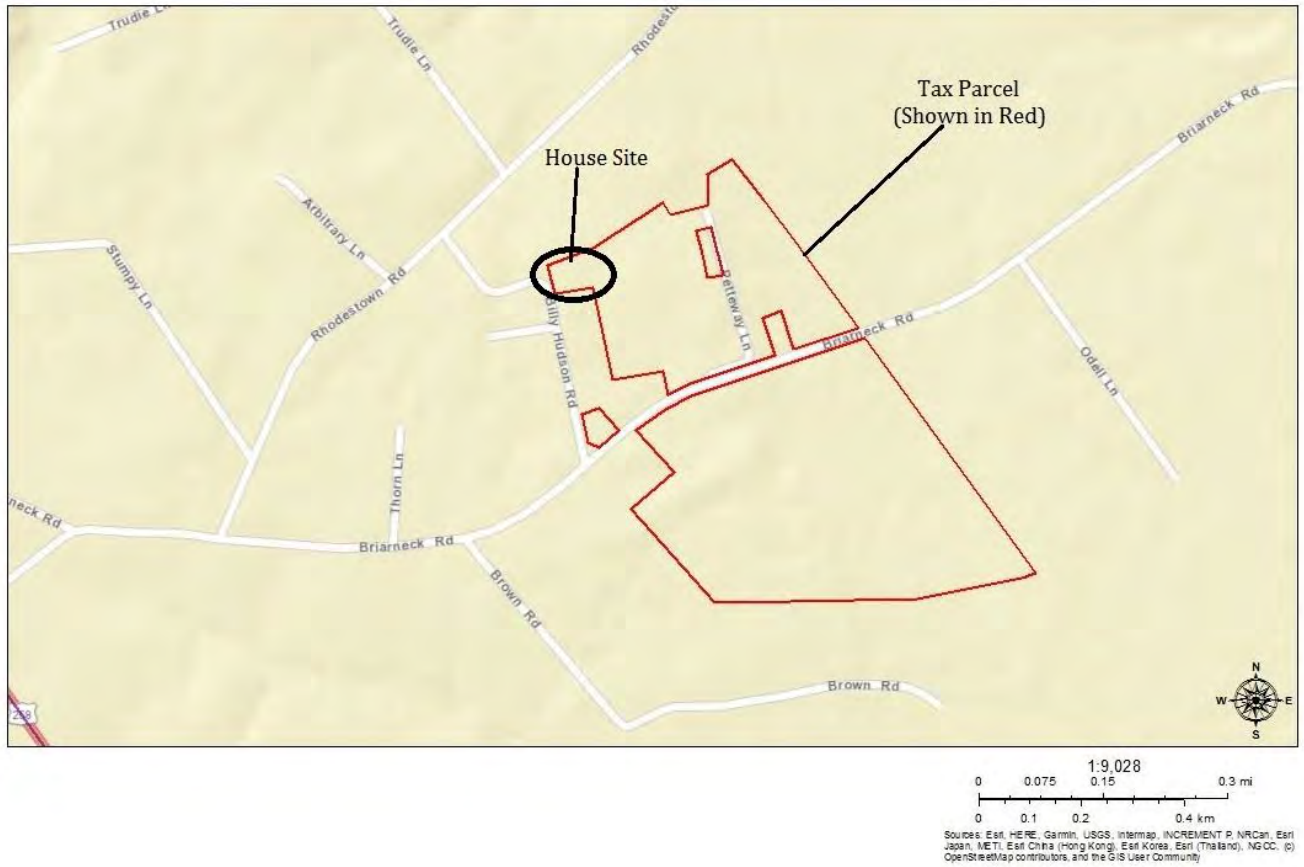 Trudie Ln
Trudie Ln
Rhodesto
Tax Parcel
(Shown in Red)
Briarneck Rd
House Site
Arbitrary Ln
Stumpy Ln
Rhodestown Rd
Petteway Ln
Billy Hudson Rd
Briarneck Rd
Odell Ln
Thorn Ln
neck Rd
Briarneck Rd
Brown Rd
Brown Rd
258
N
W E
S
1:9,028
0 0.075 0.15 0.3 mi
0 0.1 0.2 0.4 km
Sources: Esri, HERE, Garmin, USGS, Intermap, INCREMENT P, NRCan, Esri
Japan, METI, Esri China (Hong Kong), Esri Korea, Esri (Thailand), NGCC, (c)
OpenStreetMap contributors, and the GIS User Community